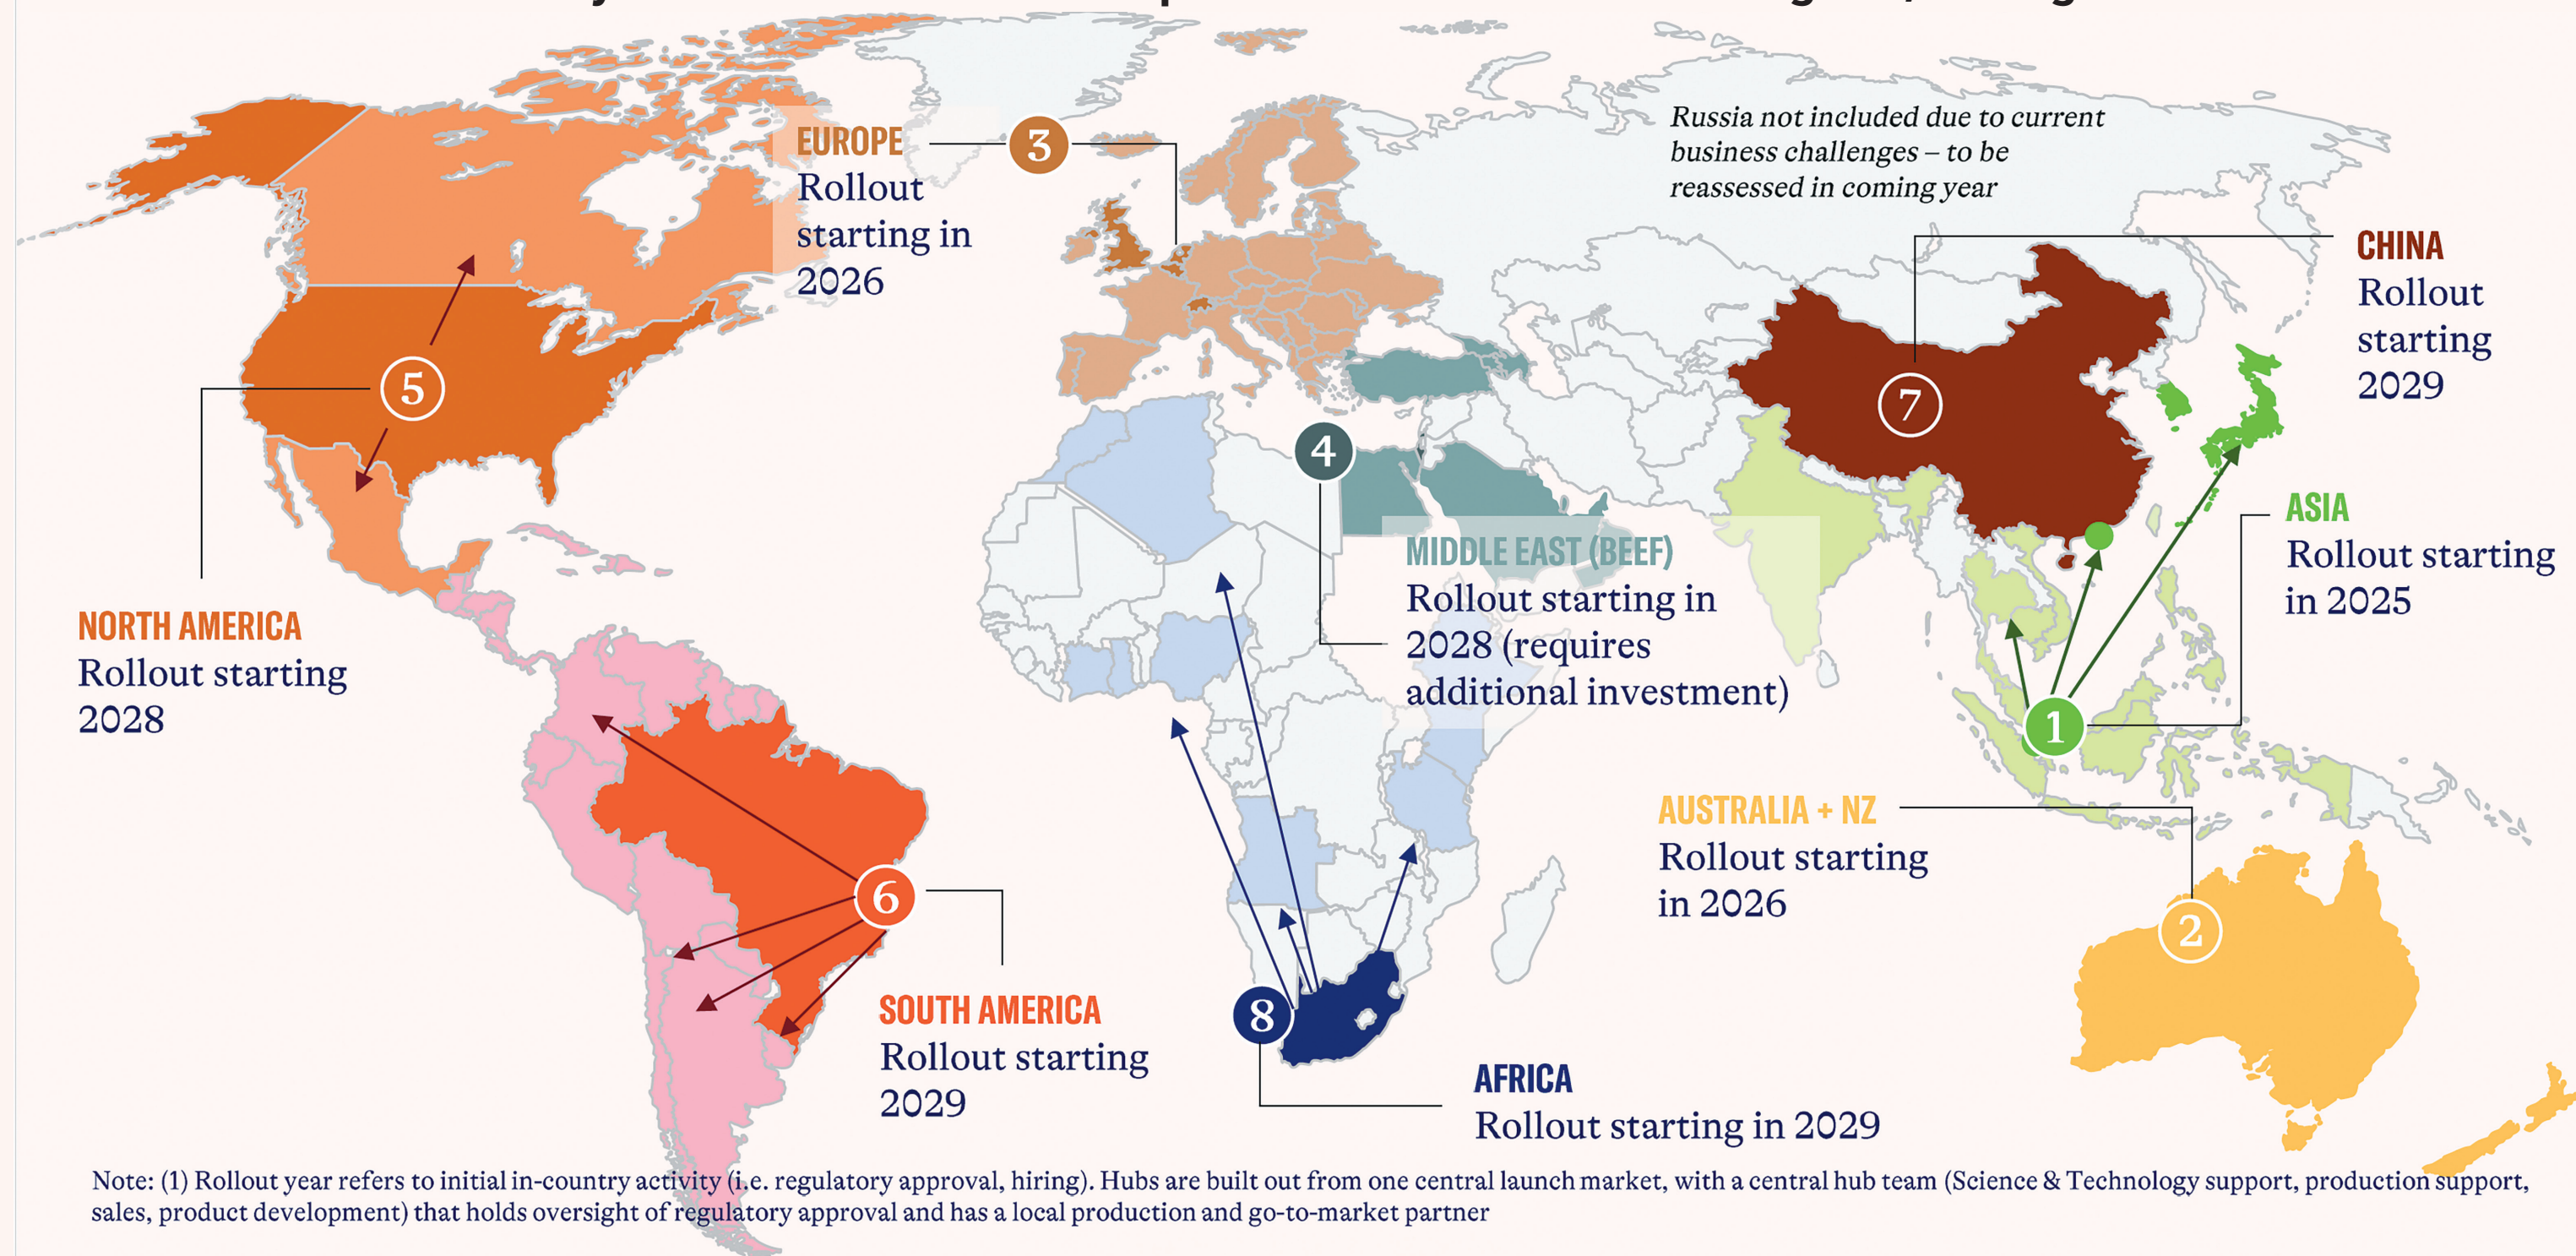 Russia not included due to current
business challenges – to be
reassessed in coming year
EUROPE
Rollout
starting in
2026
3
CHINA
Rollout
starting
2029
7
5
NORTH AMERICA
Rollout starting
2028
4
MIDDLE EAST (BEEF)
Rollout starting in
2028 (requires
additional investment)
ASIA
Rollout starting
in 2025
1
AUSTRALIA + NZ
Rollout starting
in 2026
2
6
SOUTH AMERICA
Rollout starting
2029
8
AFRICA
Rollout starting in 2029
Note: (1) Rollout year refers to initial in-country activity (i.e. regulatory approval, hiring). Hubs are built out from one central launch market, with a central hub team (Science & Technology support, production support,
sales, product development) that holds oversight of regulatory approval and has a local production and go-to-market partner